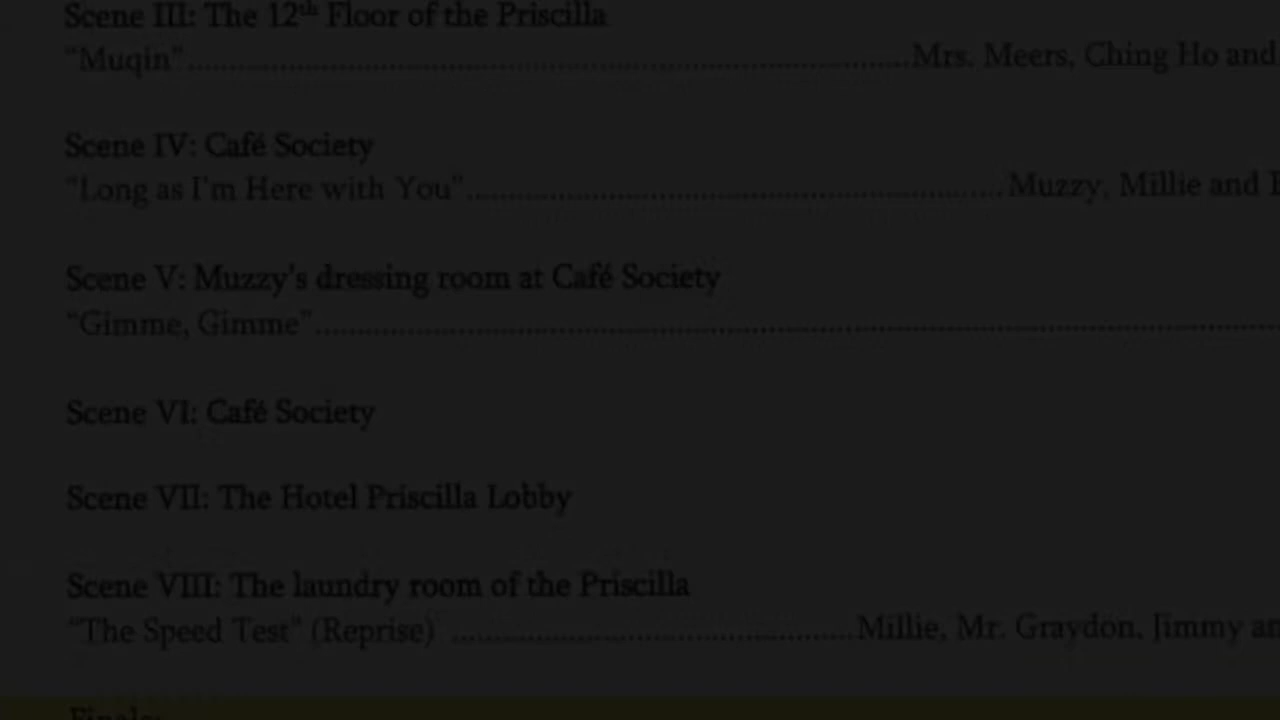 Scene III: The 12th Floor of the Priscilla
"Muqin"........................Mrs. Meers, Ching Ho and
Scene IV: Café Society
"Long as I'm Here with You"........................Muzzy, Millie and
Scene V: Muzzy's dressing room at Café Society
"Gimme, Gimme"........................
Scene VI: Café Society
Scene VII: The Hotel Priscilla Lobby
Scene VIII: The laundry room of the Priscilla
"The Speed Test" (Reprise) ........................Millie, Mr. Graydon, Jimmy